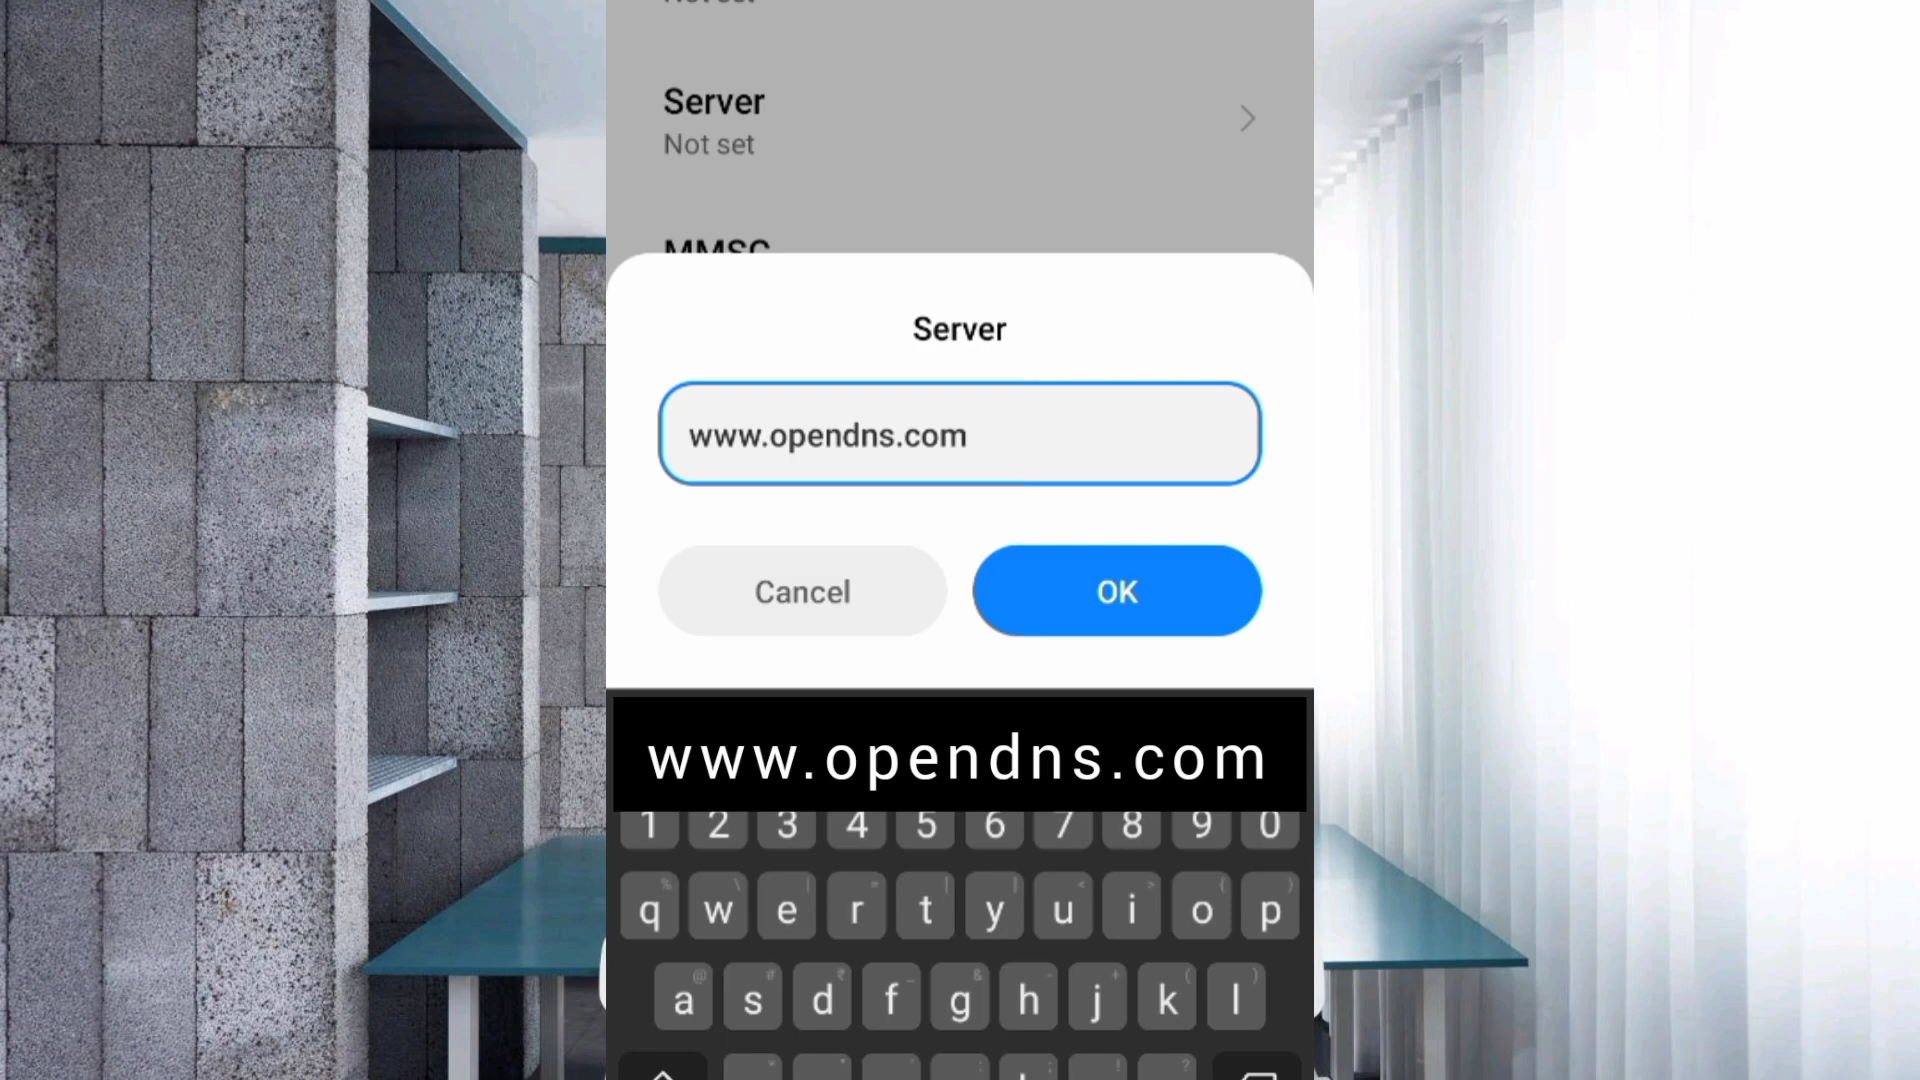 Server
Not set
MMSC
Server
www.opendns.com
Cancel
OK
www.opendns.com
1 2 3 4 5 6 7 8 9 0
q w e r t y u i o p
a s d f g h j k l